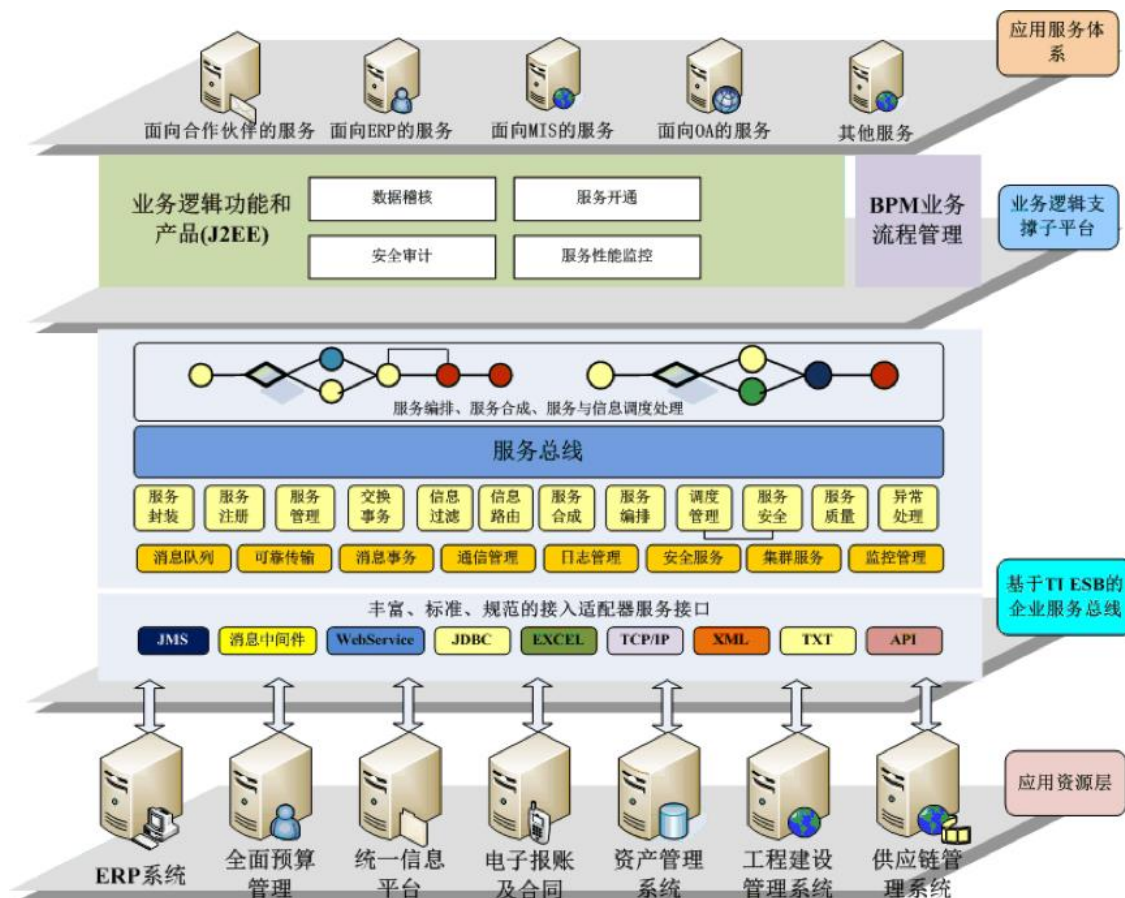 应用服务体
系
面向合作伙伴的服务
面向ERP的服务
面向MIS的服务
面向OA的服务
其他服务
业务逻辑功能和
产品(J2EE)
数据稽核
服务开通
安全审计
服务性能监控
BPM业务
流程管理
业务逻辑支
撑子平台
服务编排、服务合成、服务与信息调度处理
服务总线
服务
封装
服务
注册
服务
管理
交换
事务
信息
过滤
信息
路由
服务
合成
服务
编排
调度
管理
服务
安全
服务
质量
异常
处理
消息队列
可靠传输
消息事务
通信管理
日志管理
安全服务
集群服务
监控管理
基于TI ESB的
企业服务总线
丰富、标准、规范的接入适配器服务接口
JMS
消息中间件
WebService
JDBC
EXCEL
TCP/IP
XML
TXT
API
应用资源层
ERP系统
全面预算
管理
统一信息
平台
电子报账
及合同
资产管理
系统
工程建设
管理系统
供应链管
理系统